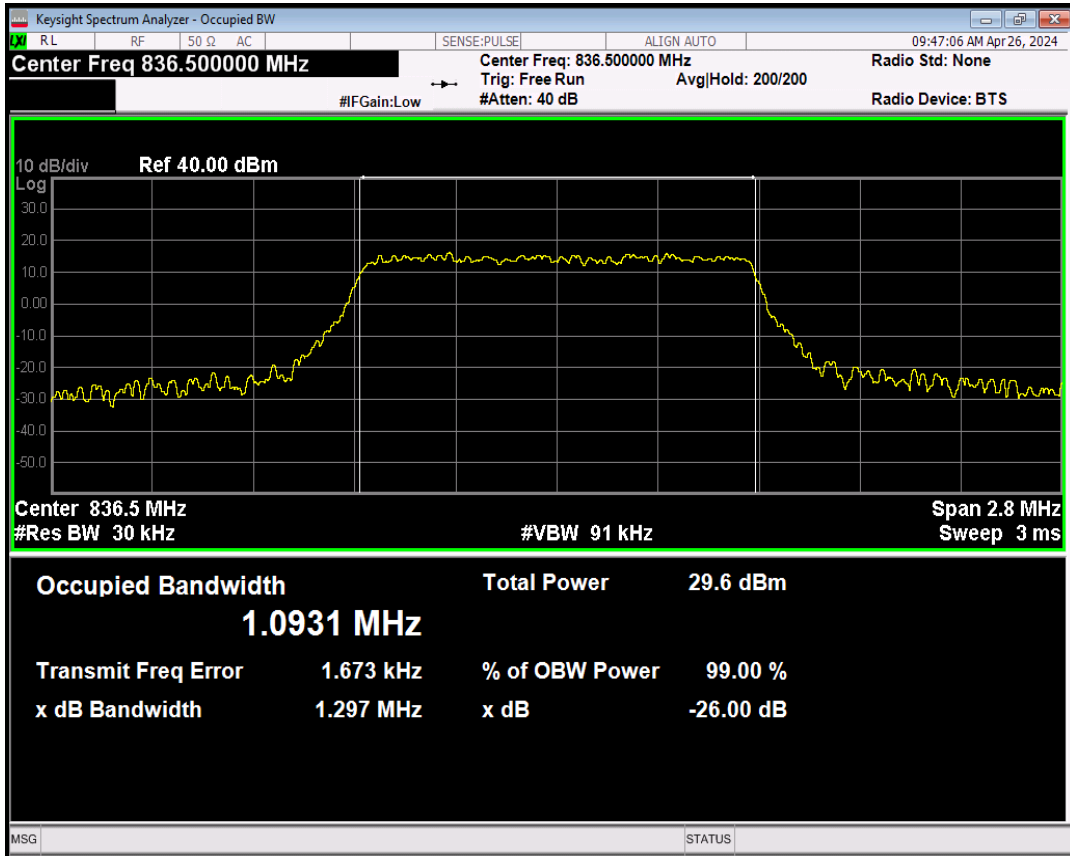 Keysight Spectrum Analyzer - Occupied BW
LXI RL RF 50 Ω AC SENSE:PULSE ALIGN AUTO 09:47:06 AM Apr 26, 2024
Center Freq 836.500000 MHz Center Freq: 836.500000 MHz Radio Std: None
Trig: Free Run Avg|Hold: 200/200
#IFGain:Low #Atten: 40 dB Radio Device: BTS
10 dB/div Ref 40.00 dBm
Log
30.0
20.0
10.0
0.00
-10.0
-20.0
-30.0
-40.0
-50.0
Center 836.5 MHz Span 2.8 MHz
#Res BW 30 kHz #VBW 91 kHz Sweep 3 ms
Occupied Bandwidth Total Power 29.6 dBm
1.0931 MHz
Transmit Freq Error 1.673 kHz % of OBW Power 99.00 %
x dB Bandwidth 1.297 MHz x dB -26.00 dB
MSG STATUS